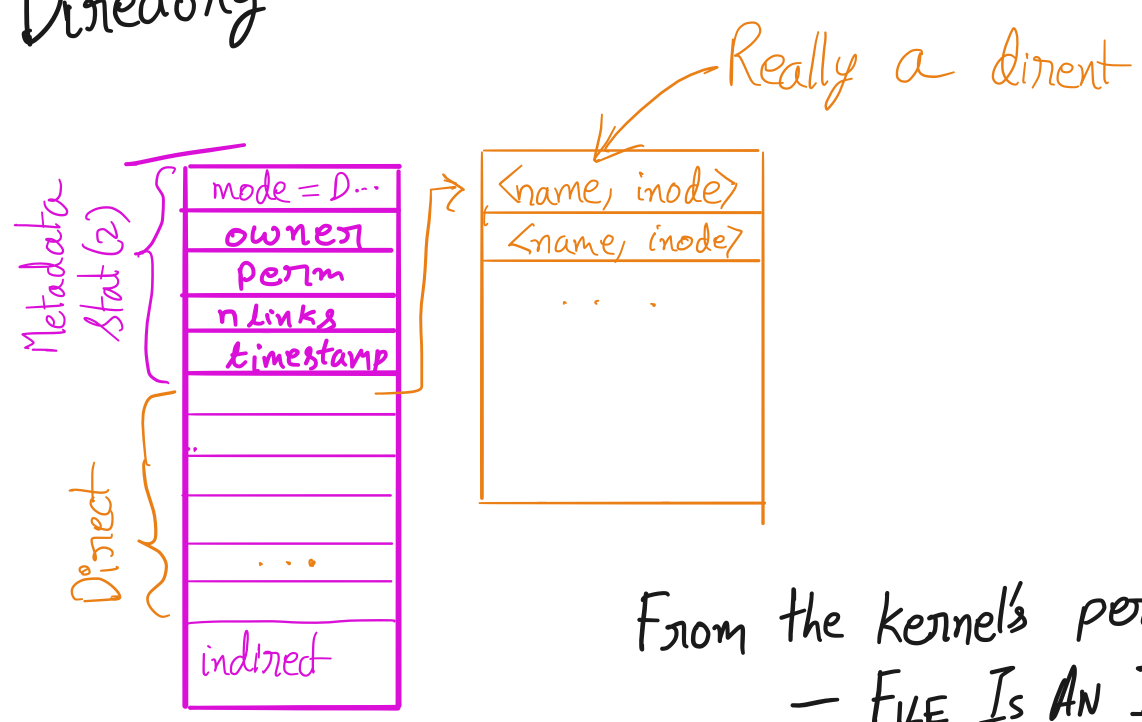 Directory
Really a dirent
Metadata
Stat(2)
mode = D...
owner
perm
nlinks
timestamp
Direct
...
indirect
<name, inode>
<name, inode>
...
From the kernel's
— FILE IS AN